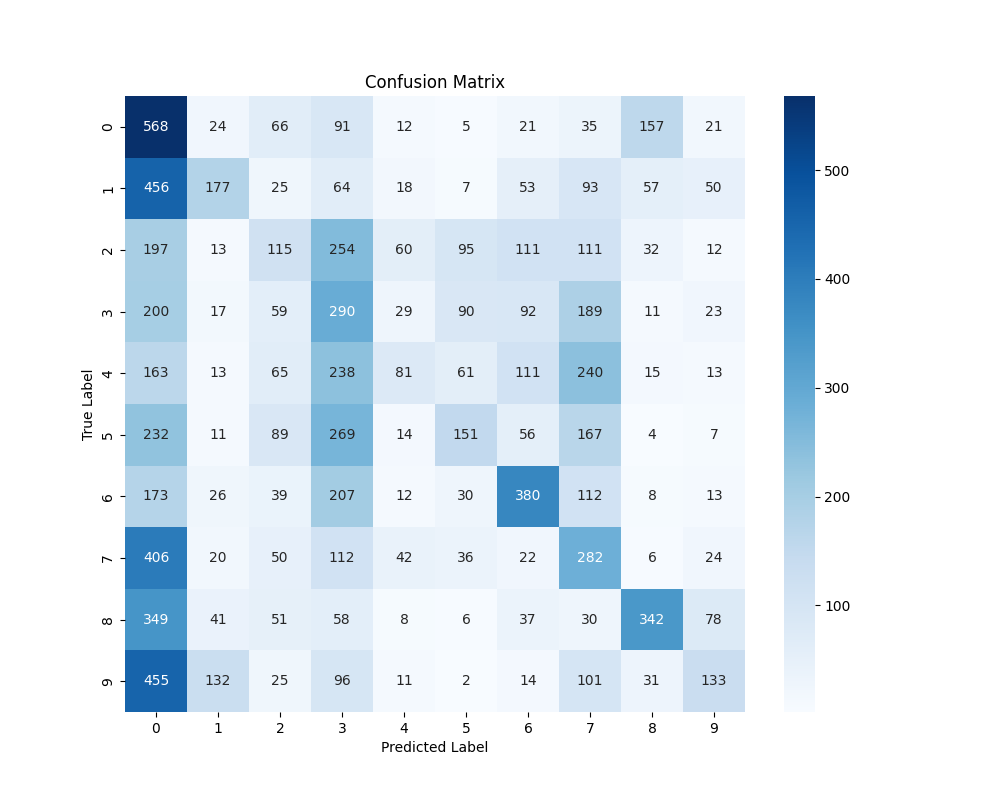 Confusion Matrix
0 568 24 66 91 12 5 21 35 157 21
1 456 177 25 64 18 7 53 93 57 50
2 197 13 115 254 60 95 111 111 32 12
3 200 17 59 290 29 90 92 189 11 23
4 163 13 65 238 81 61 111 240 15 13
5 232 11 89 269 14 151 56 167 4 7
6 173 26 39 207 12 30 380 112 8 13
7 406 20 50 112 42 36 22 282 6 24
8 349 41 51 58 8 6 37 30 342 78
9 455 132 25 96 11 2 14 101 31 133
0 1 2 3 4 5 6 7 8 9
Predicted Label
True Label
500
400
300
200
100